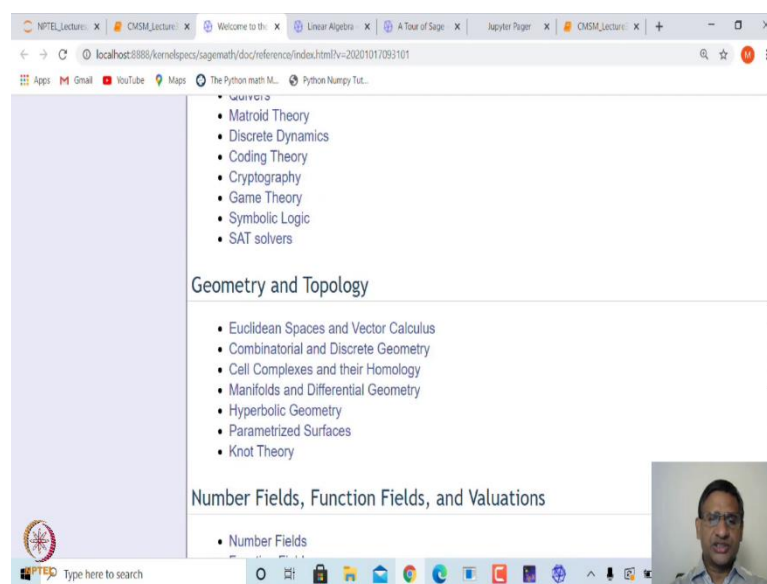 NPTEL_Lecture
CMSM_Lecture
Welcome to the
Linear Algebra
A Tour of Sage
Jupyter Pager
CMSM_Lecture
localhost:8888/kernelspecs/sagemath/doc/reference/index.html?v=20201017093101
M
Apps
Gmail
YouTube
Maps
The Python math M...
Python Numpy Tut...
Quivers
Matroid Theory
Discrete Dynamics
Coding Theory
Cryptography
Game Theory
Symbolic Logic
SAT solvers
Geometry and Topology
Euclidean Spaces and Vector Calculus
Combinatorial and Discrete Geometry
Cell Complexes and their Homology
Manifolds and Differential Geometry
Hyperbolic Geometry
Parametrized Surfaces
Knot Theory
Number Fields, Function Fields, and Valuations
Number Fields
NPTEL
Type here to search